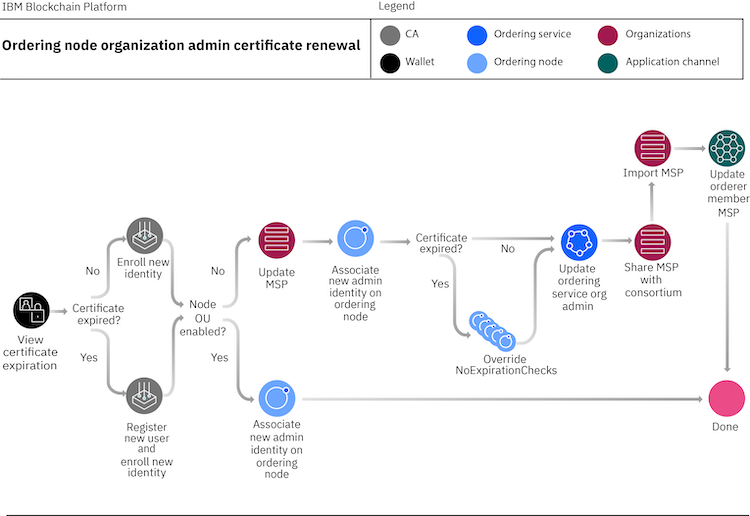 IBM Blockchain Platform
Legend
Ordering node organization admin certificate renewal
CA
Ordering service
Organizations
Wallet
Ordering node
Application channel
Import MSP
Update
orderer
member
MSP
Enroll new
identity
No
Certificate
expired?
Yes
View
certificate
expiration
Register
new user
and
enroll new
identity
Node
OU
enabled?
No
Yes
Update
MSP
Associate
new admin
identity on
ordering
node
Certificate
expired?
No
Yes
Override
NoExpirationChecks
Update
ordering
service org
admin
Share MSP
with
consortium
Associate
new admin
identity on
ordering
node
Done